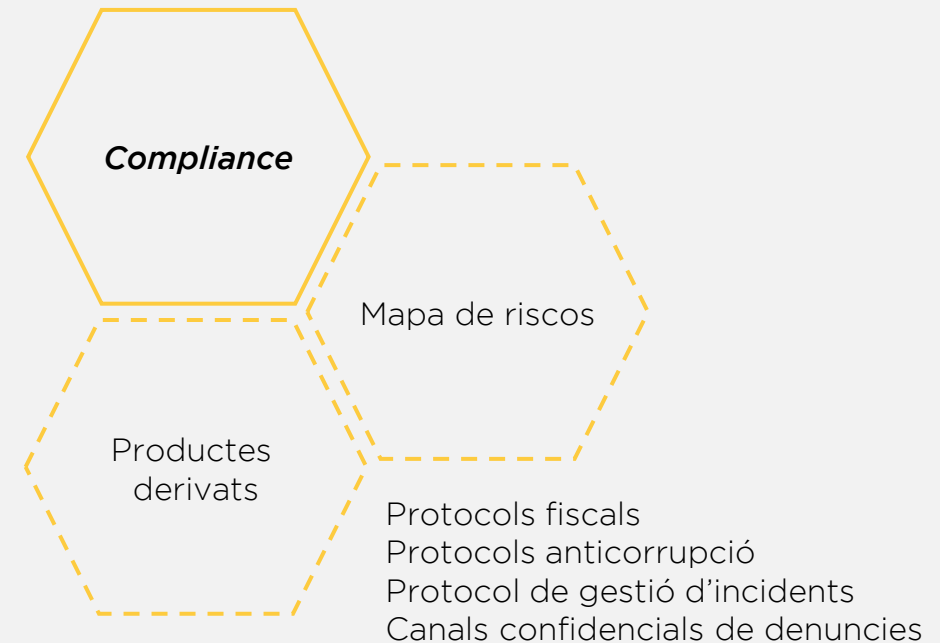 Compliance
Mapa de riscos
Productes
derivats
Protocols fiscals
Protocols anticorrupció
Protocol de gestió d’incidents
Canals confidencials de denuncies